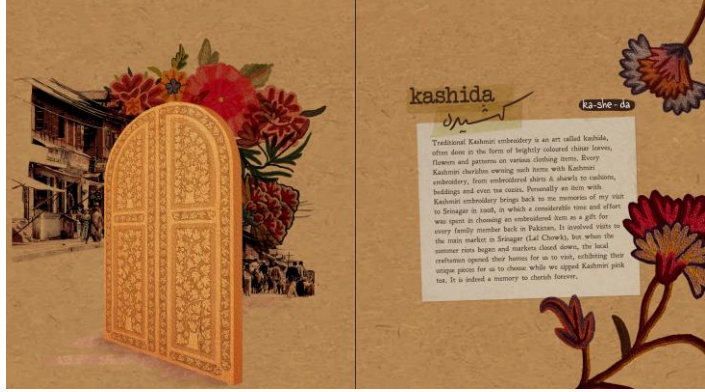 kashida
ka-she-da
کشیدہ
Traditional Kashmiri embroidery is an art called kashida,
often done in the form of brightly coloured chinar leaves,
flowers and patterns on various clothing items. Every
Kashmiri cherishes owning such items with Kashmiri
embroidery, from embroidered shirts & shawls to cushions,
beddings and even tea cozies. Personally an item with
Kashmiri embroidery brings back to me memories of my visit
to Srinagar in 2008, in which a considerable time and effort
was spent in choosing an embroidered item as a gift for
every family member back in Pakistan. It involved visits to
the main market in Srinagar (Lal Chowk), but when the
summer riots began and markets closed down, the local
craftsmen opened their homes for us to visit, exhibiting their
unique pieces for us to choose while we sipped Kashmiri pink
tea. It is indeed a memory to cherish forever.